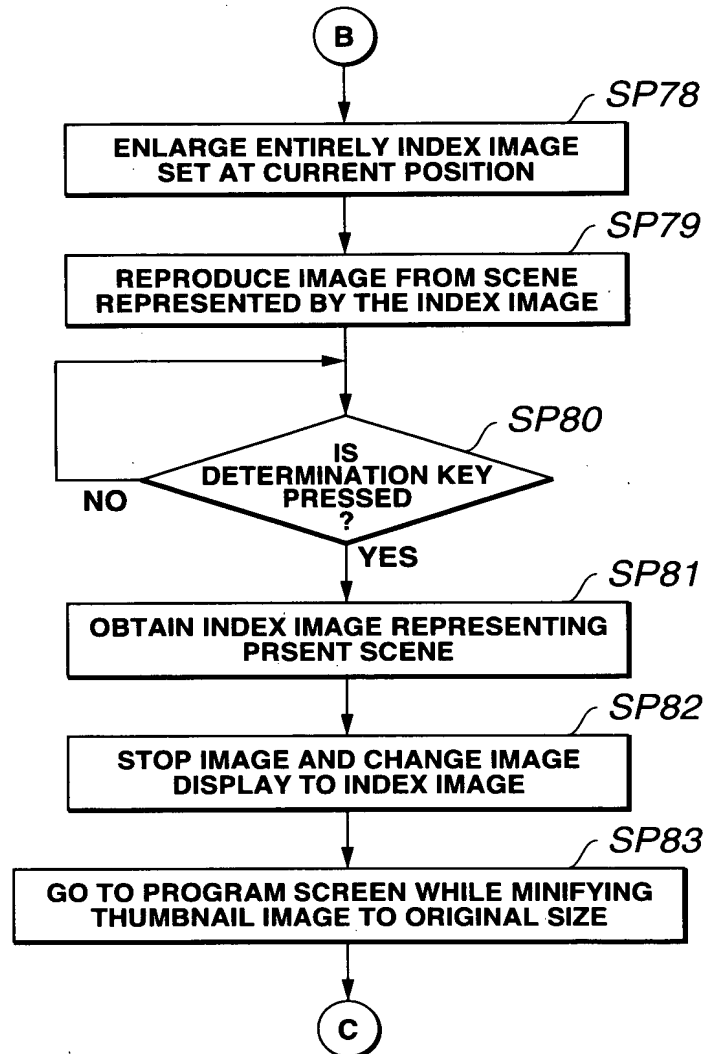 B
SP78
ENLARGE ENTIRELY INDEX IMAGE
SET AT CURRENT POSITION
SP79
REPRODUCE IMAGE FROM SCENE
REPRESENTED BY THE INDEX IMAGE
SP80
IS
DETERMINATION KEY
PRESSED
?
NO
YES
SP81
OBTAIN INDEX IMAGE REPRESENTING
PRSENT SCENE
SP82
STOP IMAGE AND CHANGE IMAGE
DISPLAY TO INDEX IMAGE
SP83
GO TO PROGRAM SCREEN WHILE MINIFYING
THUMBNAIL IMAGE TO ORIGINAL SIZE
C